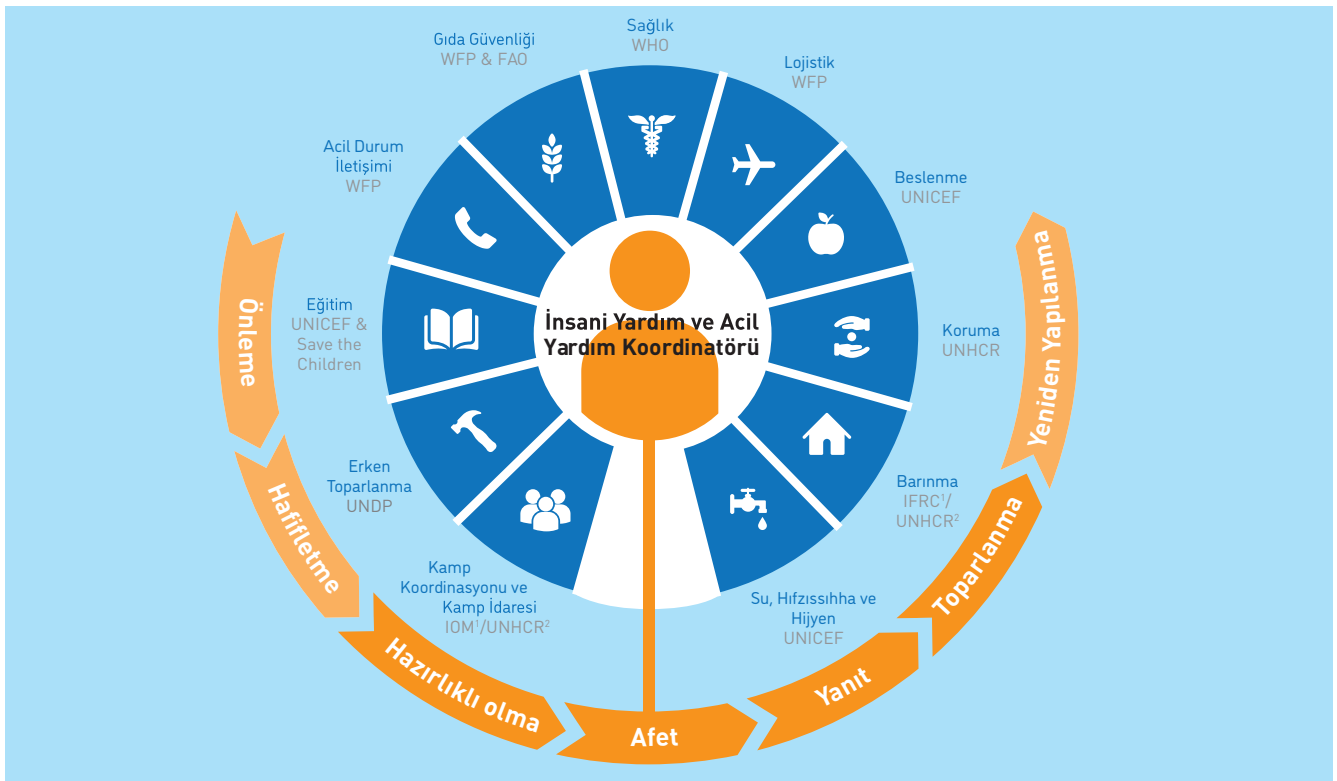 Sağlık
WHO
Lojistik
WFP
Beslenme
UNICEF
Koruma
UNHCR
Barınma
IFRC¹/
UNHCR²
Su, Hıfzıssıhha ve
Hijyen
UNICEF
Kamp
Koordinasyonu ve
Kamp İdaresi
IOM¹/UNHCR²
Erken
Toparlanma
UNDP
Eğitim
UNICEF &
Save the
Children
Acil Durum
İletişimi
WFP
Gıda Güvenliği
WFP & FAO
İnsani Yardım ve Acil
Yardım Koordinatörü
Önleme
Hafifletme
Hazırlıklı olma
Afet
Yanıt
Toparlanma
Yeniden Yapılanma